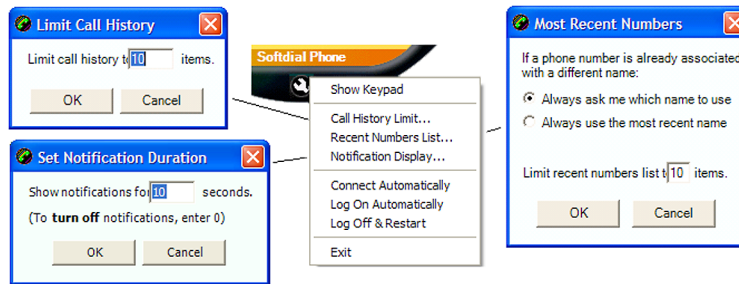 Limit Call History
Limit call history t 10 items.
OK Cancel
Set Notification Duration
Show notifications fo 10 seconds.
(To turn off notifications, enter 0)
OK Cancel
Softdial Phone
Show Keypad
Call History Limit...
Recent Numbers List...
Notification Display...
Connect Automatically
Log On Automatically
Log Off & Restart
Exit
Most Recent Numbers
If a phone number is already associated
with a different name:
Always ask me which name to use
Always use the most recent name
Limit recent numbers list t 10 items.
OK Cancel